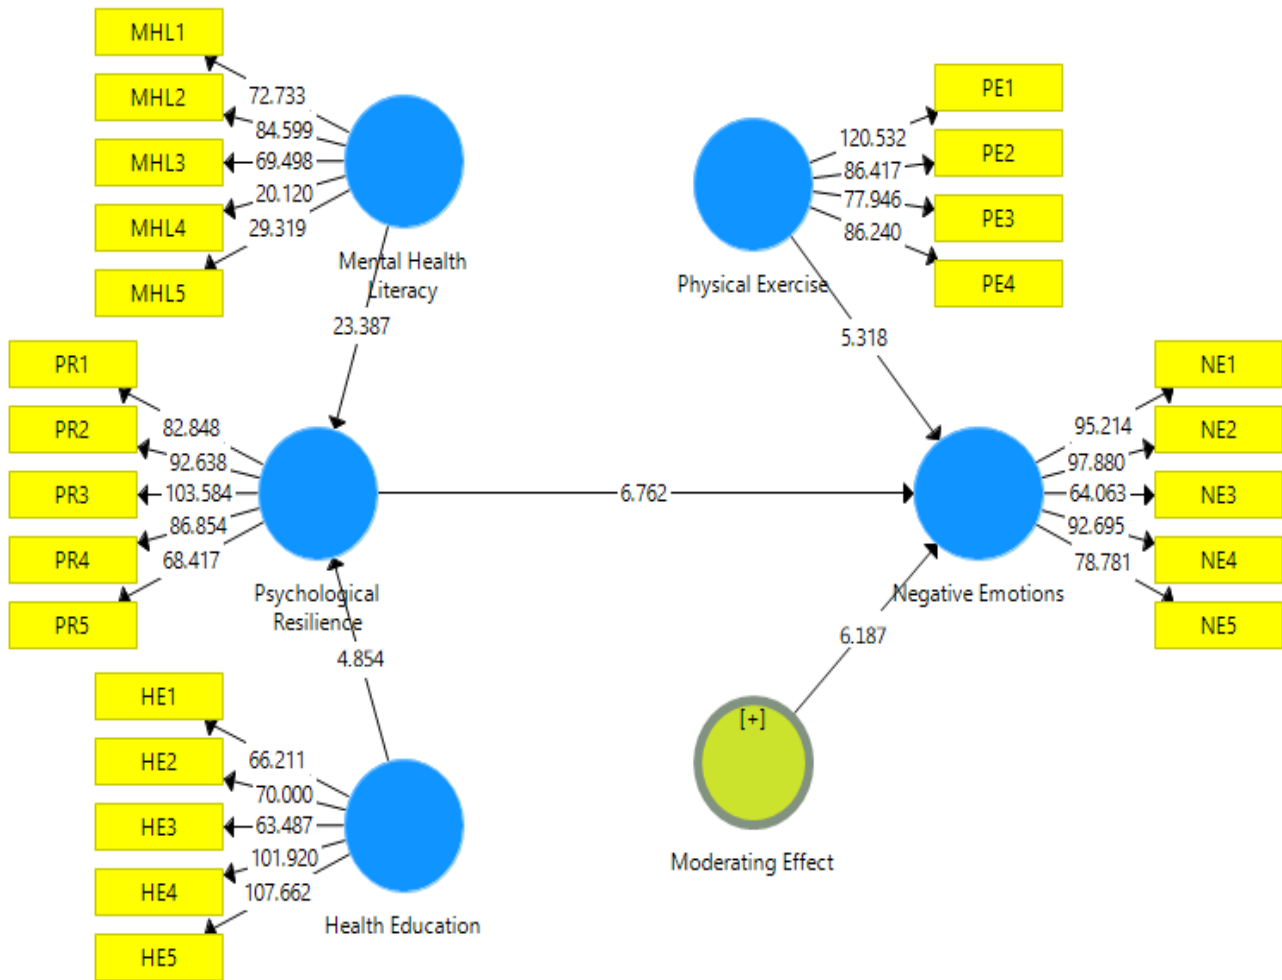 MHL1
MHL2
MHL3
MHL4
MHL5
72.733
84.599
69.498
20.120
29.319
Mental Health
Literacy
23.387
PE1
PE2
PE3
PE4
120.532
86.417
77.946
86.240
Physical Exercise
5.318
PR1
PR2
PR3
PR4
PR5
82.848
92.638
103.584
86.854
68.417
Psychological
Resilience
6.762
NE1
NE2
NE3
NE4
NE5
95.214
97.880
64.063
92.695
78.781
Negative Emotions
4.854
6.187
HE1
HE2
HE3
HE4
HE5
66.211
70.000
63.487
101.920
107.662
Health Education
[+]
Moderating Effect